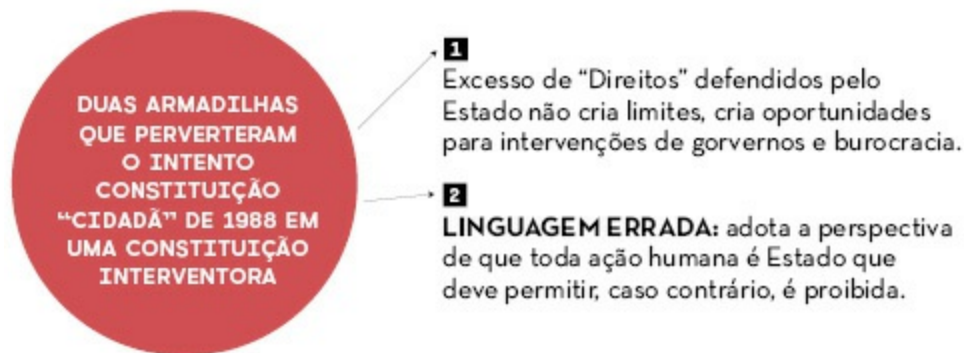 DUAS ARMADILHAS
QUE PERVERTERAM
O INTENTO
CONSTITUIÇÃO
“CIDADÃ” DE 1988 EM
UMA CONSTITUIÇÃO
INTERVENTORA
1
Excesso de “Direitos” defendidos pelo
Estado não cria limites, cria oportunidades
para intervenções de gorvernos e burocracia.
2
LINGUAGEM ERRADA: adota a perspectiva
de que toda ação humana é Estado que
deve permitir, caso contrário, é proibida.